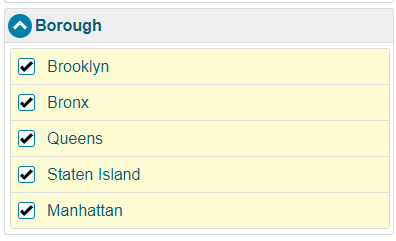 Borough
Brooklyn
Bronx
Queens
Staten Island
Manhattan